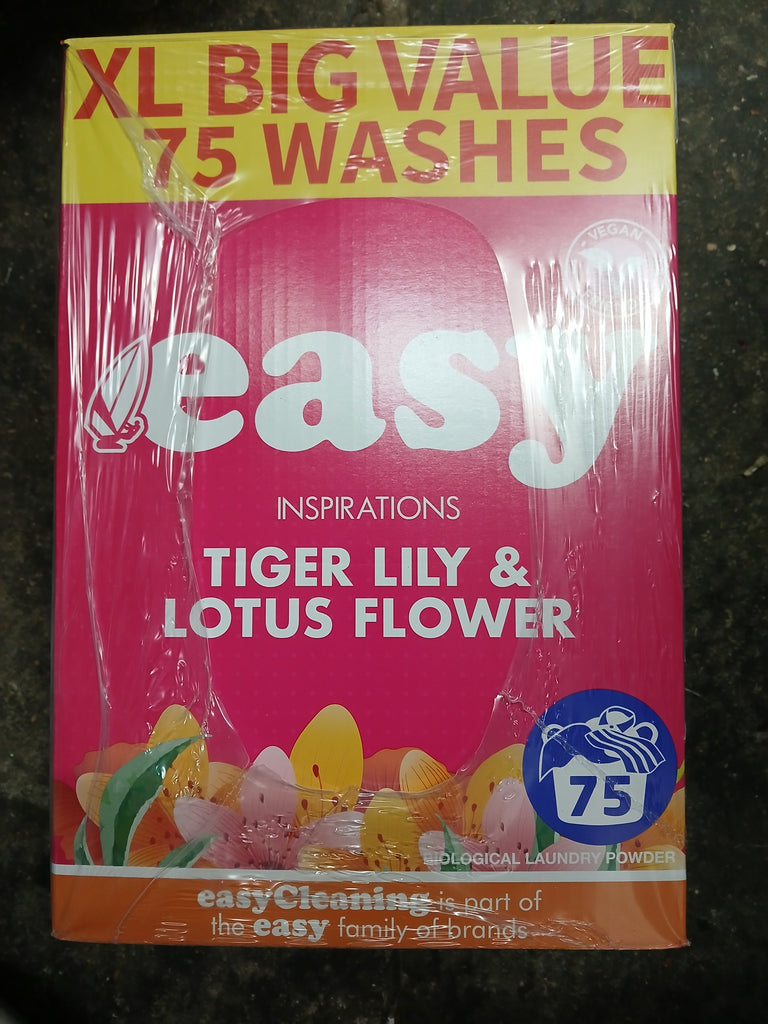 XL BIG VALUE
75 WASHES
VEGAN
easy
INSPIRATIONS
TIGER LILY &
LOTUS FLOWER
75
BIOLOGICAL LAUNDRY POWDER
easyCleaning is part of
the easy family of brands